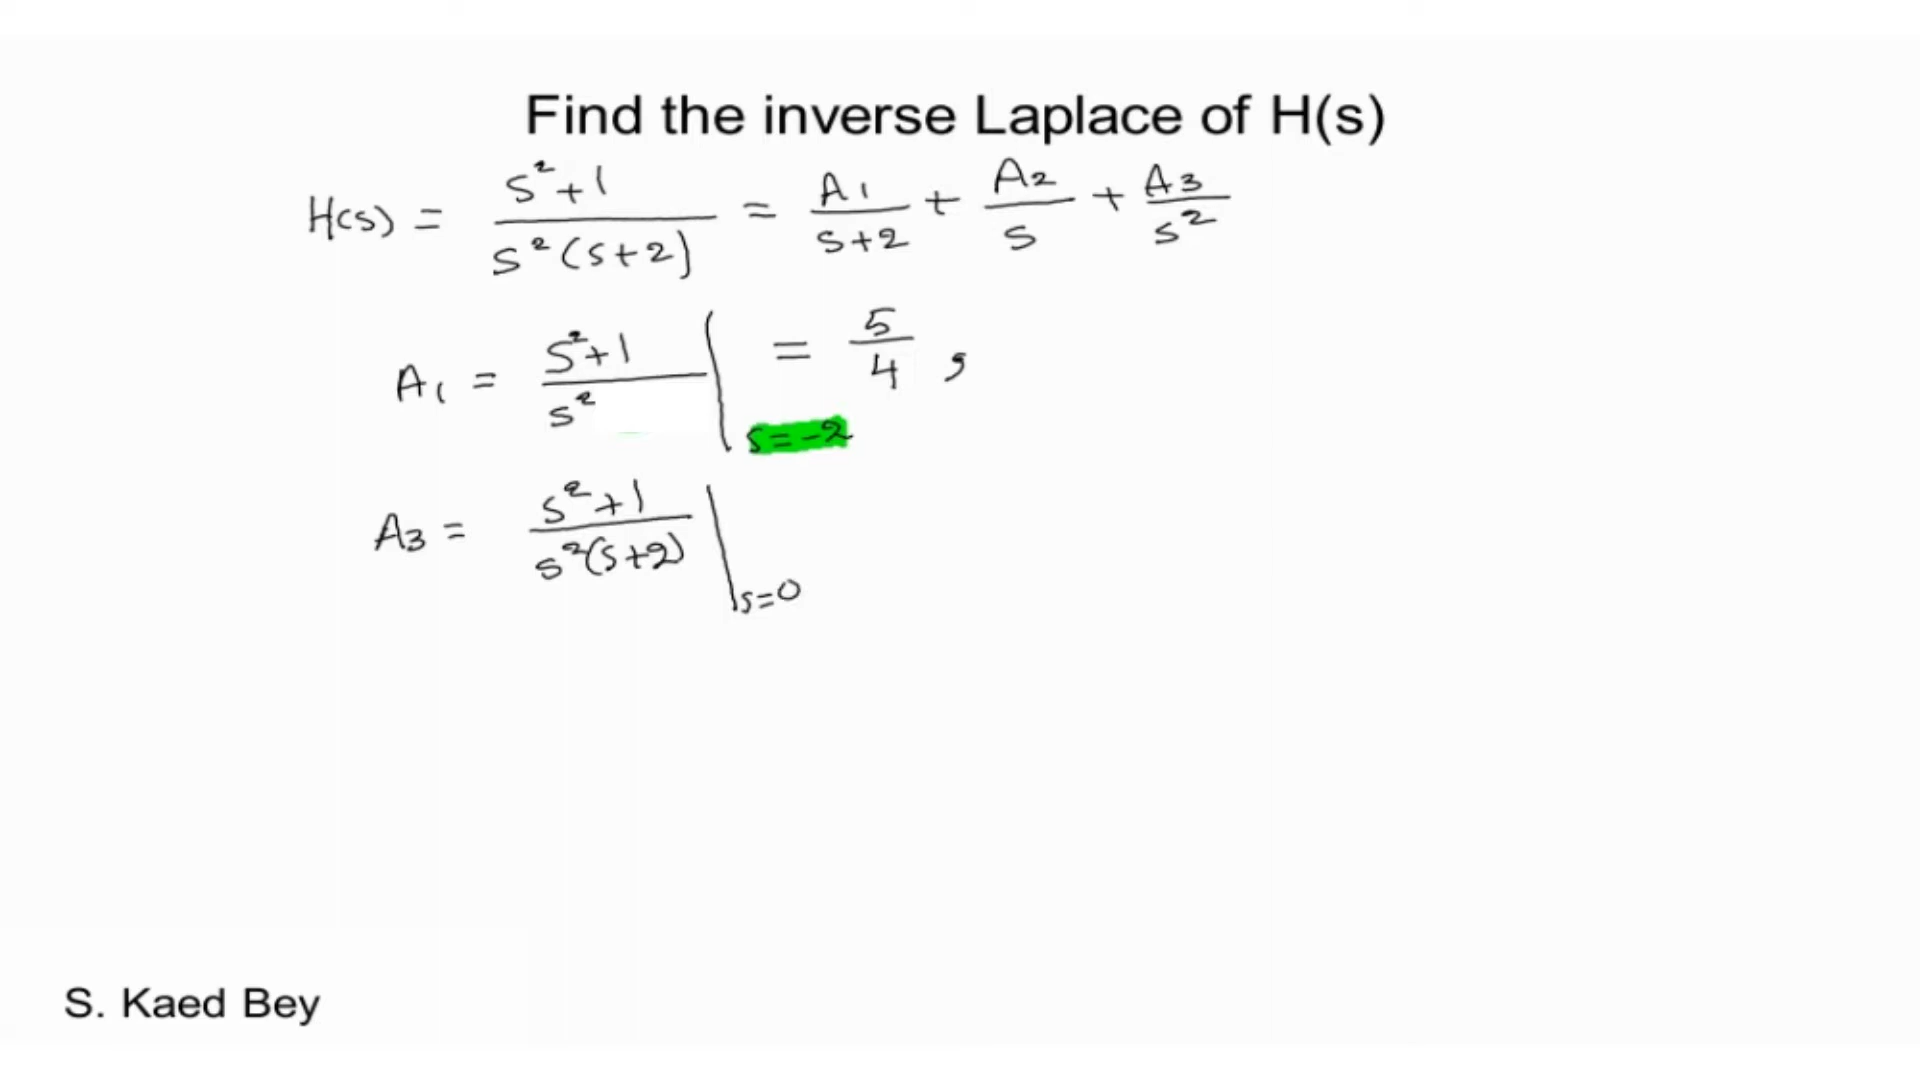 Find the inverse Laplace of H(s)
H(s) = (s²+1)/(s²(s+2)) = A₁/(s+2) + A₂/s + A₃/s²
A₁ = (s²+1)/s² |s=-2 = 5/4 ,
A₃ = (s²+1)/(s²(s+2)) |s=0
S. Kaed Bey